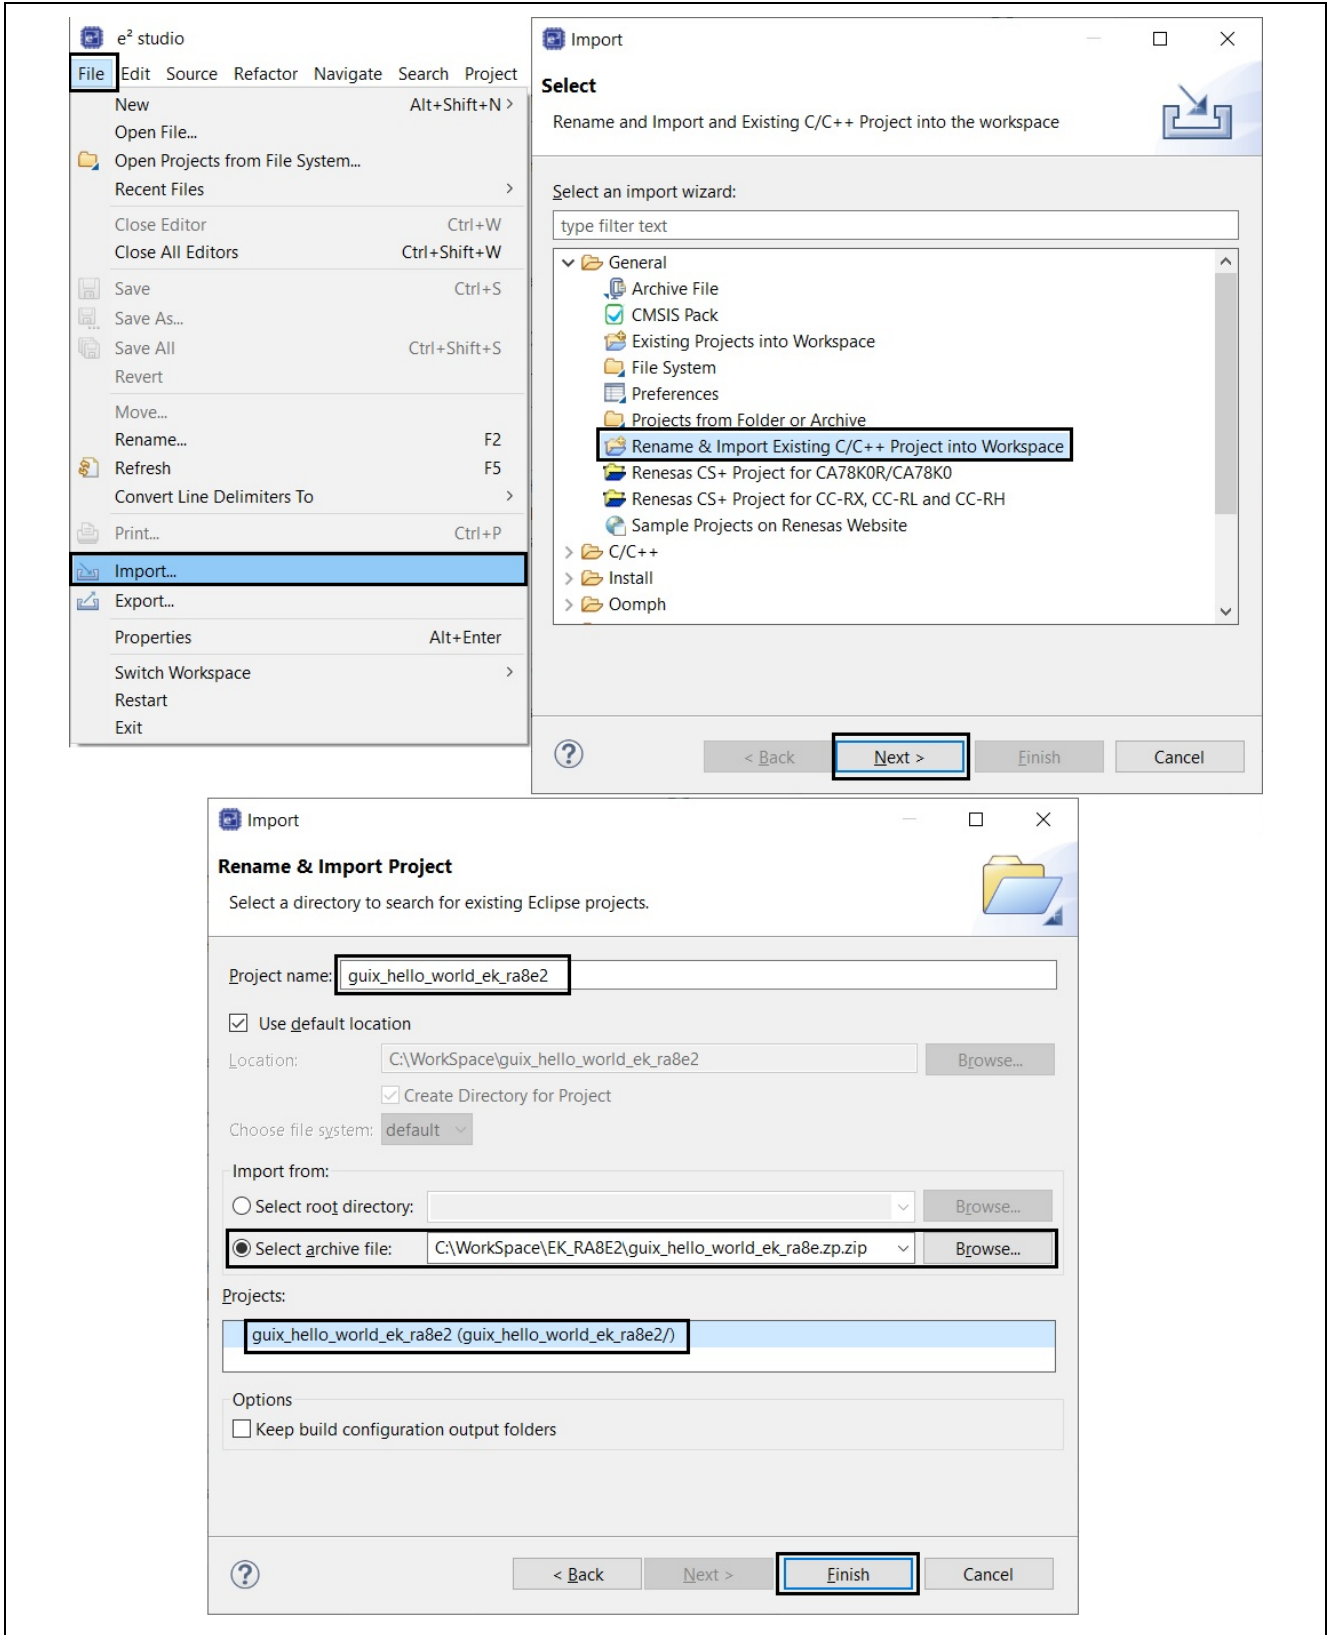 e² studio
File Edit Source Refactor Navigate Search Project
New Alt+Shift+N >
Open File...
Open Projects from File System...
Recent Files >
Close Editor Ctrl+W
Close All Editors Ctrl+Shift+W
Save Ctrl+S
Save As...
Save All Ctrl+Shift+S
Revert
Move...
Rename... F2
Refresh F5
Convert Line Delimiters To >
Print... Ctrl+P
Import...
Export...
Properties Alt+Enter
Switch Workspace >
Restart
Exit
Import
Select
Rename and Import and Existing C/C++ Project into the workspace
Select an import wizard:
type filter text
General
Archive File
CMSIS Pack
Existing Projects into Workspace
File System
Preferences
Projects from Folder or Archive
Rename & Import Existing C/C++ Project into Workspace
Renesas CS+ Project for CA78K0R/CA78K0
Renesas CS+ Project for CC-RX, CC-RL and CC-RH
Sample Projects on Renesas Website
C/C++
Install
Oomph
< Back Next > Finish Cancel
Import
Rename & Import Project
Select a directory to search for existing Eclipse projects.
Project name: guix_hello_world_ek_ra8e2
Use default location
Location: C:\WorkSpace\guix_hello_world_ek_ra8e2 Browse...
Create Directory for Project
Choose file system: default
Import from:
Select root directory: Browse...
Select archive file: C:\WorkSpace\EK_RA8E2\guix_hello_world_ek_ra8e.zp.zip Browse...
Projects:
guix_hello_world_ek_ra8e2 (guix_hello_world_ek_ra8e2/)
Options
Keep build configuration output folders
< Back Next > Finish Cancel